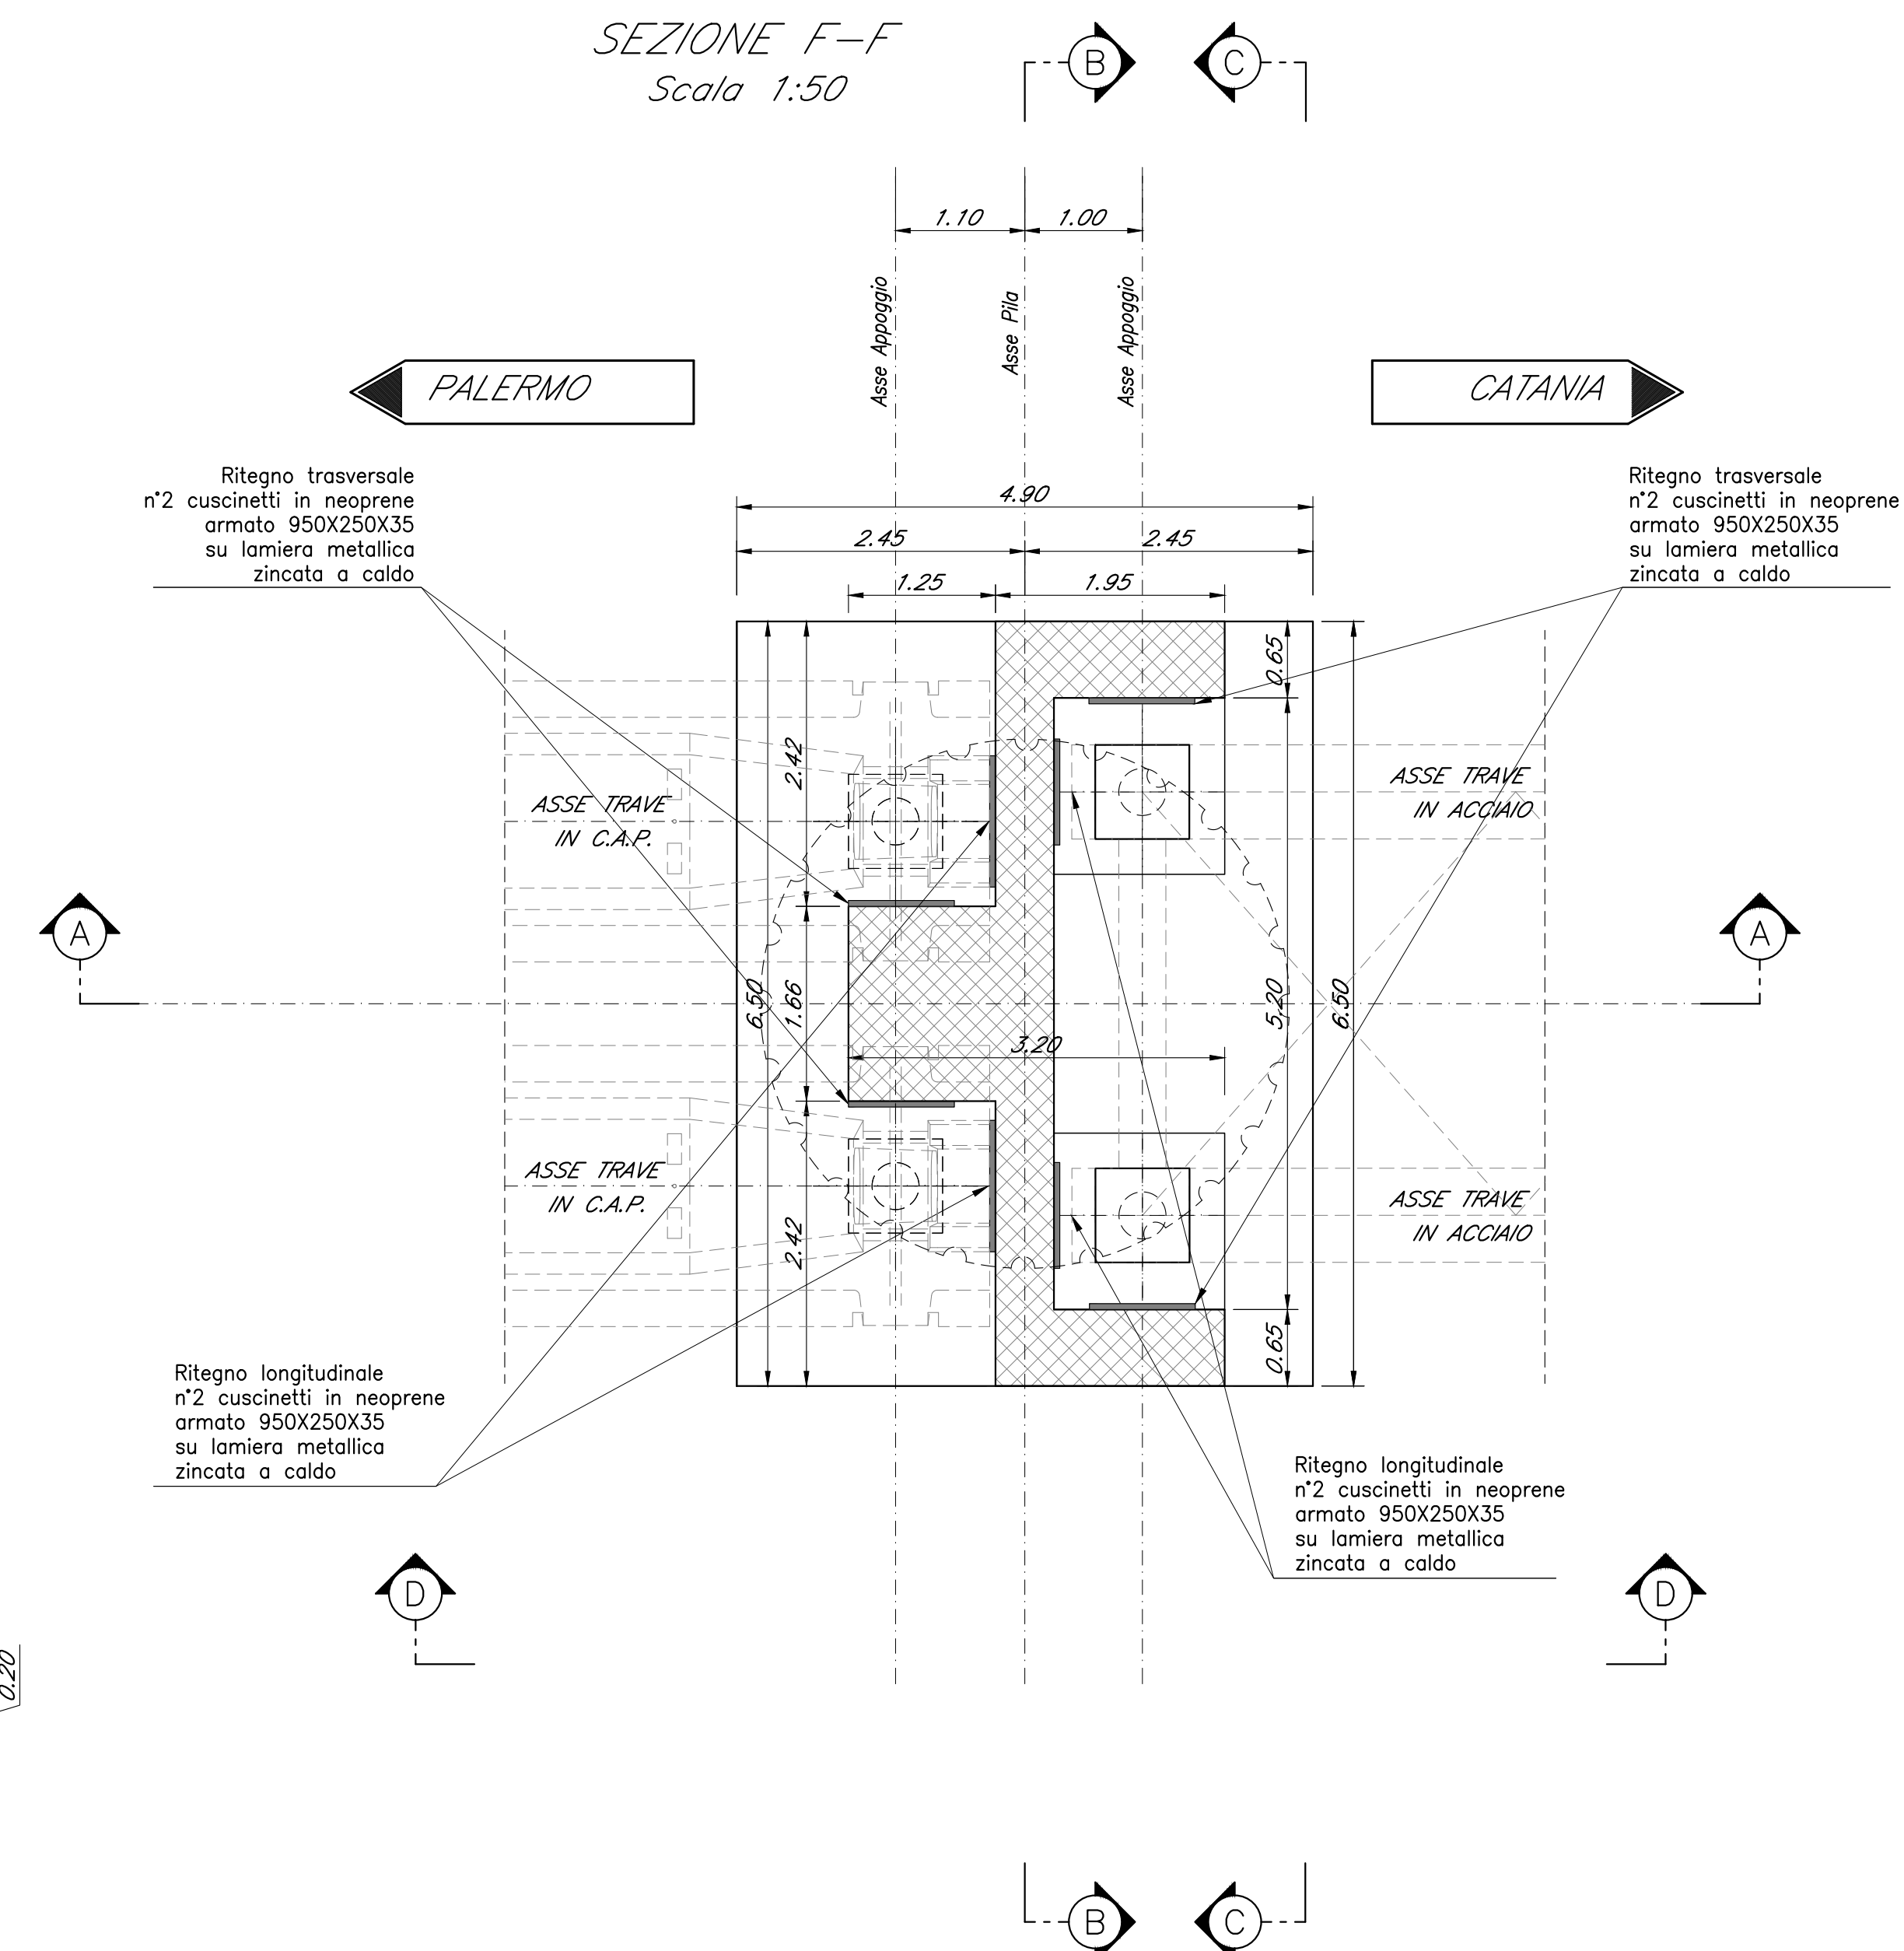 SEZIONE F-F
Scala 1:50
B
C
1.10
1.00
Asse Appoggio
Asse Pila
Asse Appoggio
PALERMO
CATANIA
Ritegno trasversale
n°2 cuscinetti in neoprene
armato 950X250X35
su lamiera metallica
zincata a caldo
Ritegno trasversale
n°2 cuscinetti in neoprene
armato 950X250X35
su lamiera metallica
zincata a caldo
4.90
2.45
2.45
1.25
1.95
0.65
2.42
ASSE TRAVE
IN C.A.P.
ASSE TRAVE
IN ACCIAIO
A
A
6.50
1.66
5.20
6.50
3.20
ASSE TRAVE
IN C.A.P.
ASSE TRAVE
IN ACCIAIO
2.42
0.65
Ritegno longitudinale
n°2 cuscinetti in neoprene
armato 950X250X35
su lamiera metallica
zincata a caldo
Ritegno longitudinale
n°2 cuscinetti in neoprene
armato 950X250X35
su lamiera metallica
zincata a caldo
D
D
0.20
B
C